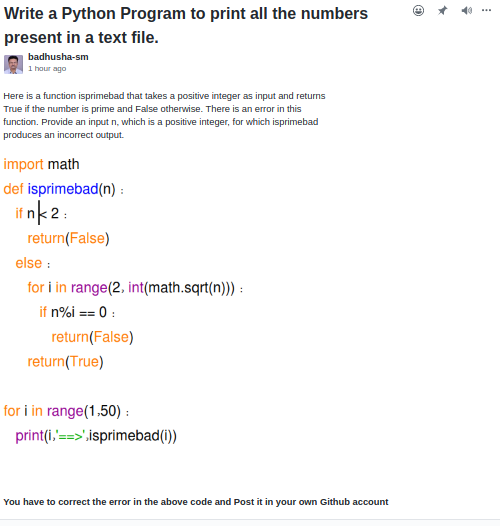 Write a Python Program to print all the numbers
present in a text file.
badhusha-sm
1 hour ago
Here is a function isprimebad that takes a positive integer as input and returns
True if the number is prime and False otherwise. There is an error in this
function. Provide an input n, which is a positive integer, for which isprimebad
produces an incorrect output.
import math
def isprimebad(n) :
if n < 2 :
return(False)
else :
for i in range(2, int(math.sqrt(n))) :
if n%i == 0 :
return(False)
return(True)
for i in range(1,50) :
print(i,'==>',isprimebad(i))
You have to correct the error in the above code and Post it in your own Github account